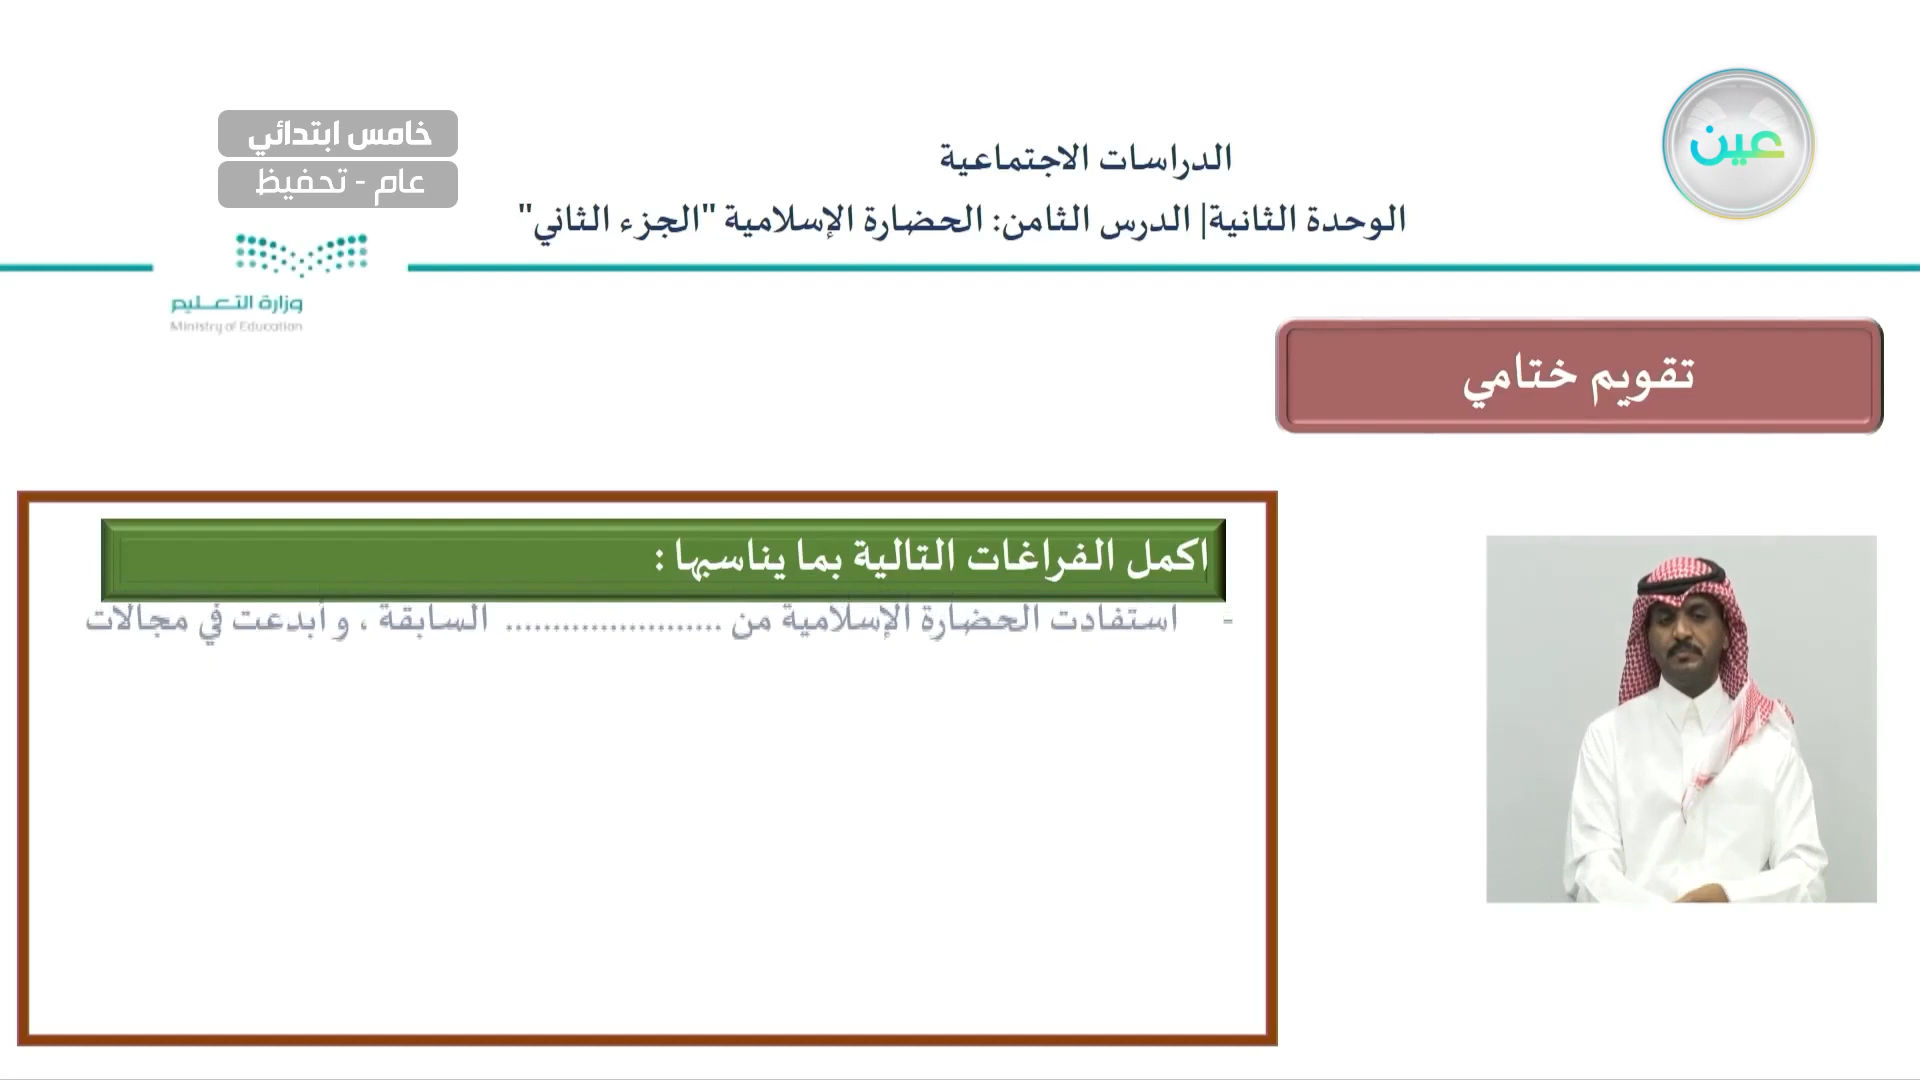 خامس ابتدائي
عام - تحفيظ
الدراسات الاجتماعية
الوحدة الثانية| الدرس الثامن: الحضارة الإسلامية "الجزء الثاني"
عين
وزارة التعليم
Ministry of Education
تقويم ختامي
اكمل الفراغات التالية بما يناسبها :
- استفادت الحضارة الإسلامية من ...................... السابقة ، و أبدعت في مجالات